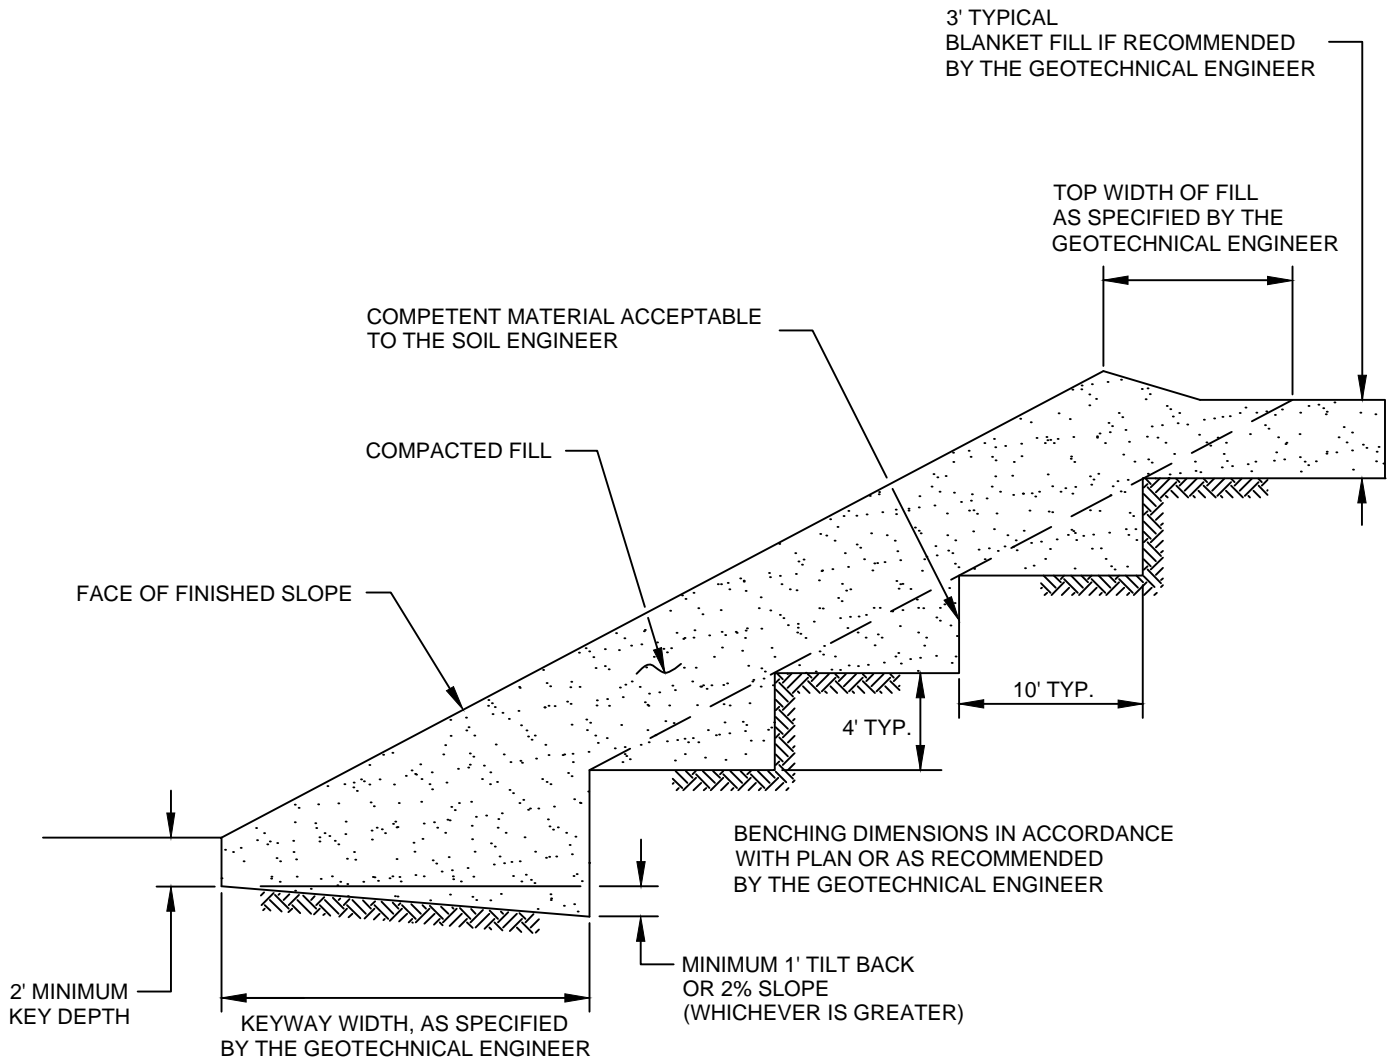 3' TYPICAL
BLANKET FILL IF RECOMMENDED
BY THE GEOTECHNICAL ENGINEER
TOP WIDTH OF FILL
AS SPECIFIED BY THE
GEOTECHNICAL ENGINEER
COMPETENT MATERIAL ACCEPTABLE
TO THE SOIL ENGINEER
COMPACTED FILL
FACE OF FINISHED SLOPE
10' TYP.
4' TYP.
BENCHING DIMENSIONS IN ACCORDANCE
WITH PLAN OR AS RECOMMENDED
BY THE GEOTECHNICAL ENGINEER
MINIMUM 1' TILT BACK
OR 2% SLOPE
(WHICHEVER IS GREATER)
2' MINIMUM
KEY DEPTH
KEYWAY WIDTH, AS SPECIFIED
BY THE GEOTECHNICAL ENGINEER